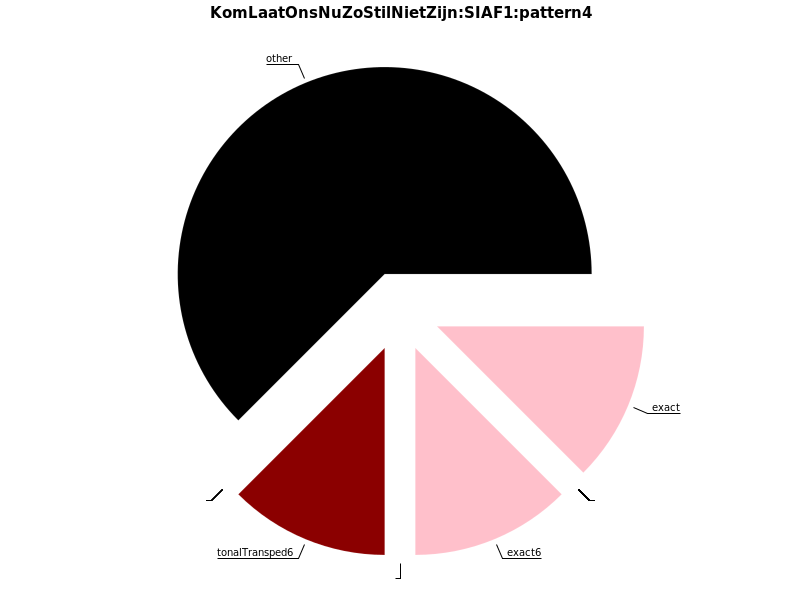 KomLaatOnsNuZoStilNietZijn:SIAF1:pattern4
other
exact
tonalTransped6
exact6